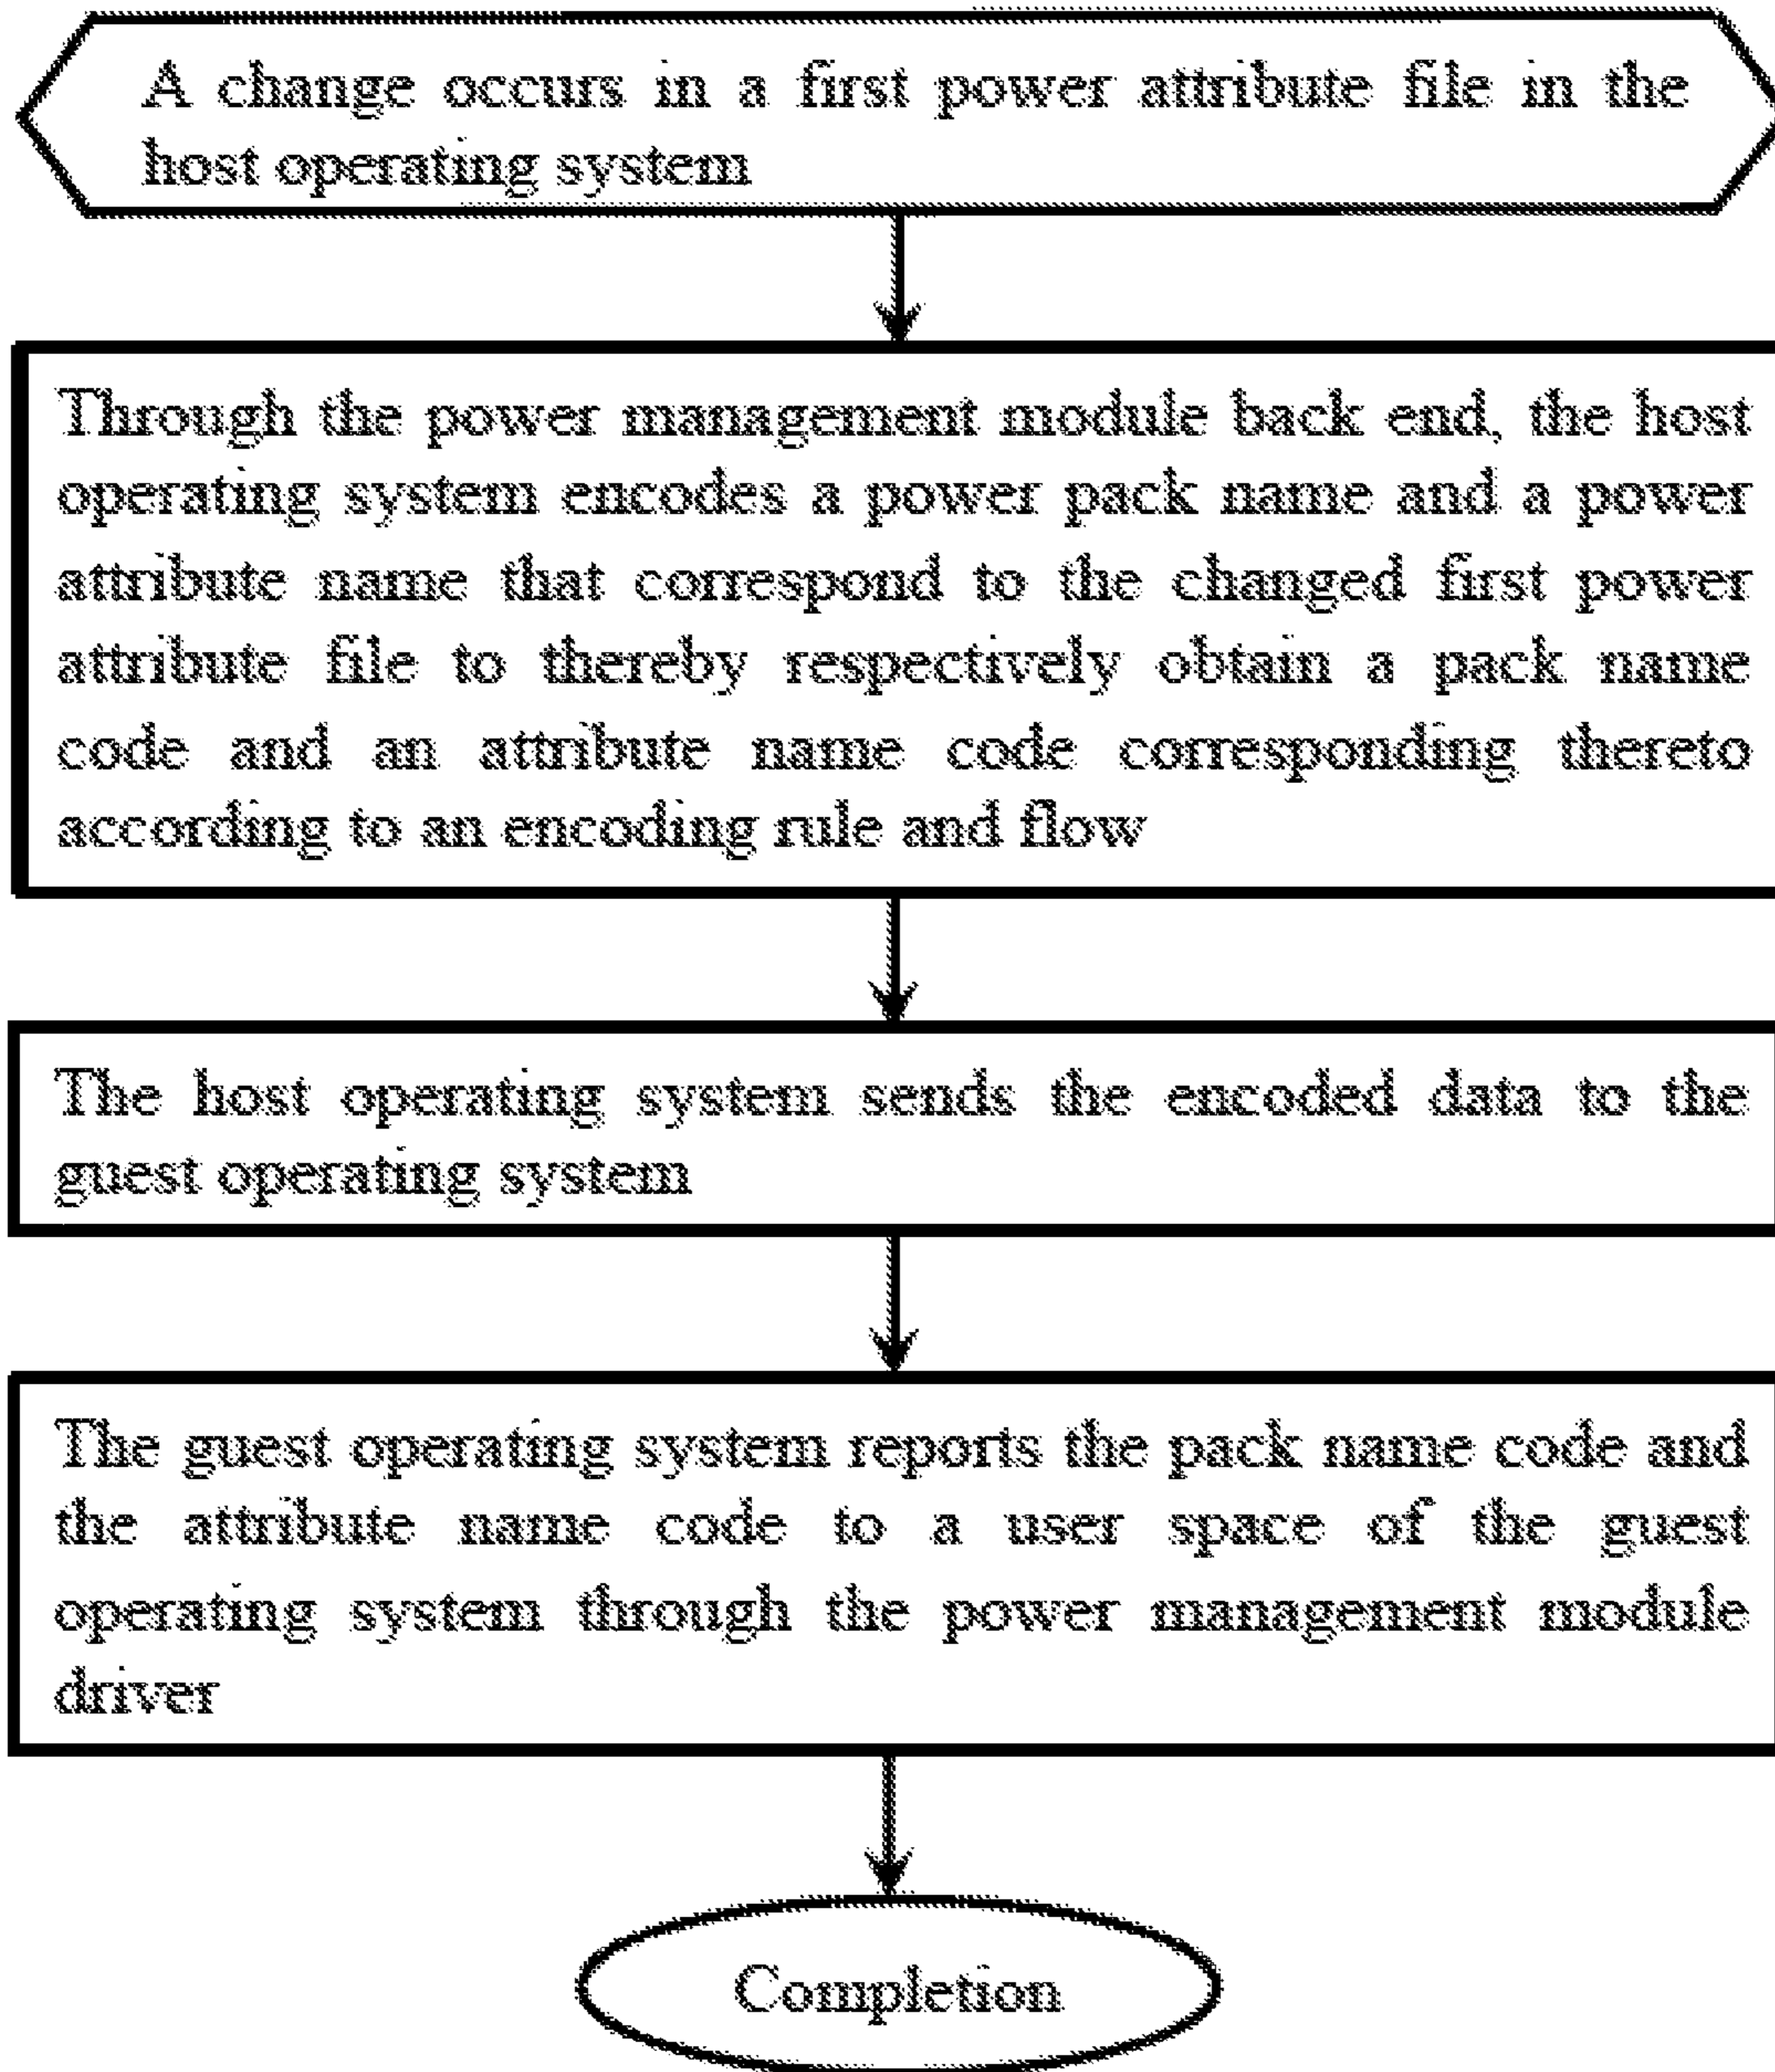 A change occurs in a first power attribute file in the
host operating system
Through the power management module back end, the host
operating system encodes a power pack name and a power
attribute name that correspond to the changed first power
attribute file to thereby respectively obtain a pack name
code and an attribute name code corresponding thereto
according to an encoding rule and flow
The host operating system sends the encoded data to the
guest operating system
The guest operating system reports the pack name code and
the attribute name code to a user space of the guest
operating system through the power management module
driver
Completion